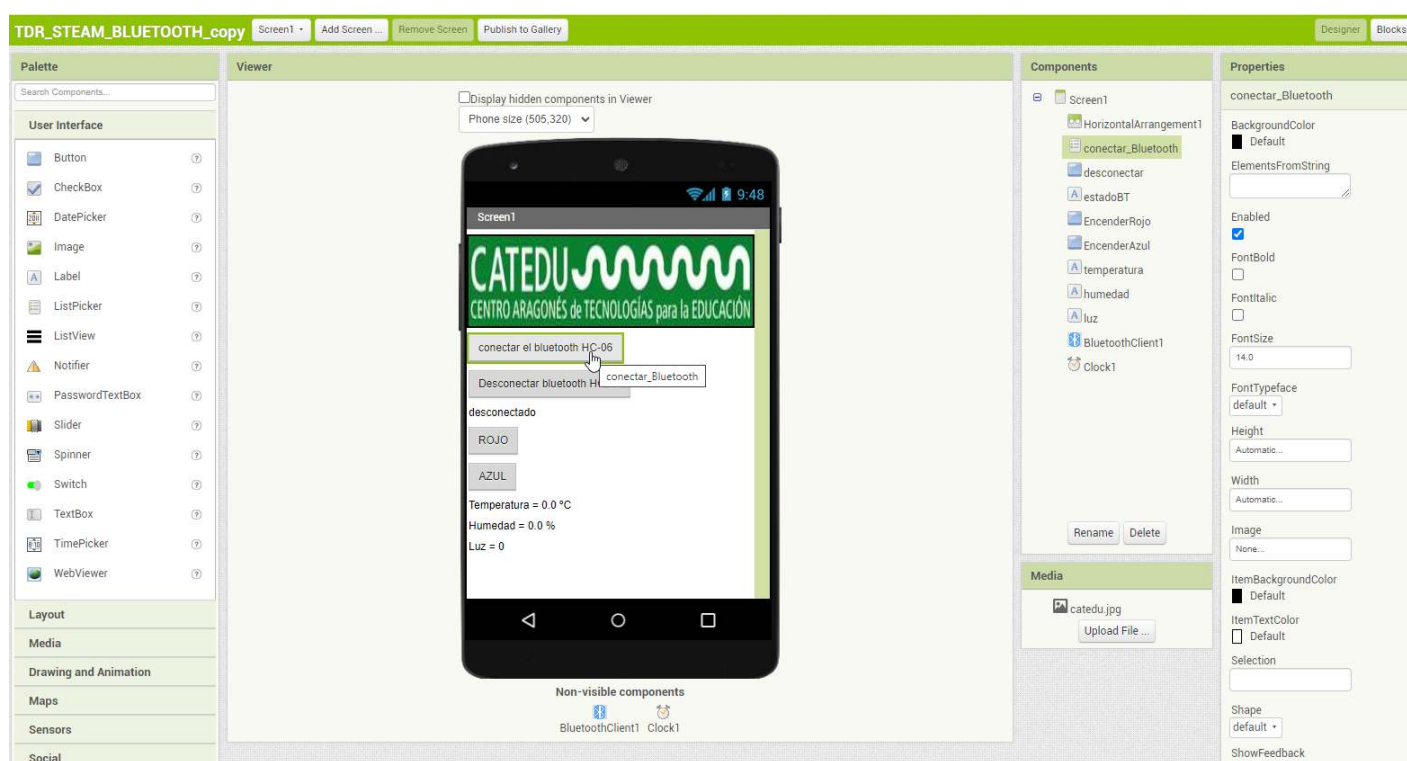 TDR_STEAM_BLUETOOTH_copy Screen1 Add Screen ... Remove Screen Publish to Gallery Designer Blocks
Palette
Search Components...
User Interface
Button
CheckBox
DatePicker
Image
Label
ListPicker
ListView
Notifier
PasswordTextBox
Slider
Spinner
Switch
TextBox
TimePicker
WebViewer
Layout
Media
Drawing and Animation
Maps
Sensors
Social
Viewer
Display hidden components in Viewer
Phone size (505,320)
9:48
Screen1
CATEDU
CENTRO ARAGONÉS de TECNOLOGÍAS para la EDUCACIÓN
conectar el bluetooth HC-06
conectar_Bluetooth
Desconectar bluetooth
desconectado
ROJO
AZUL
Temperatura = 0.0 ºC
Humedad = 0.0 %
Luz = 0
Non-visible components
BluetoothClient1 Clock1
Components
Screen1
HorizontalArrangement1
conectar_Bluetooth
desconectar
estadoBT
EncenderRojo
EncenderAzul
temperatura
humedad
luz
BluetoothClient1
Clock1
Rename Delete
Media
catedu.jpg
Upload File ...
Properties
conectar_Bluetooth
BackgroundColor
Default
ElementsFromString
Enabled
FontBold
FontItalic
FontSize
14.0
FontTypeface
default
Height
Automatic...
Width
Automatic...
Image
None...
ItemBackgroundColor
Default
ItemTextColor
Default
Selection
Shape
default
ShowFeedback